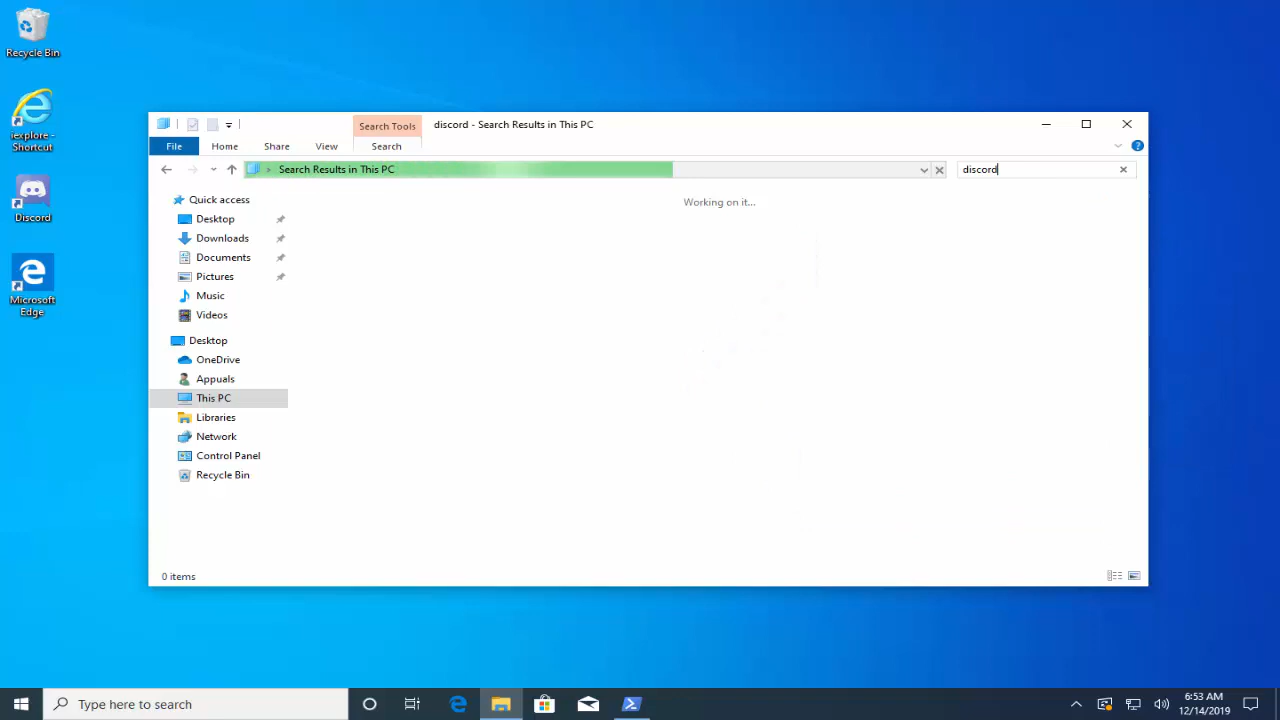 Recycle Bin
iexplore -
Shortcut
Discord
Microsoft
Edge
Search Tools
discord - Search Results in This PC
File
Home
Share
View
Search
Search Results in This PC
discord
Quick access
Desktop
Downloads
Documents
Pictures
Music
Videos
Desktop
OneDrive
Appuals
This PC
Libraries
Network
Control Panel
Recycle Bin
Working on it...
0 items
Type here to search
6:53 AM
12/14/2019